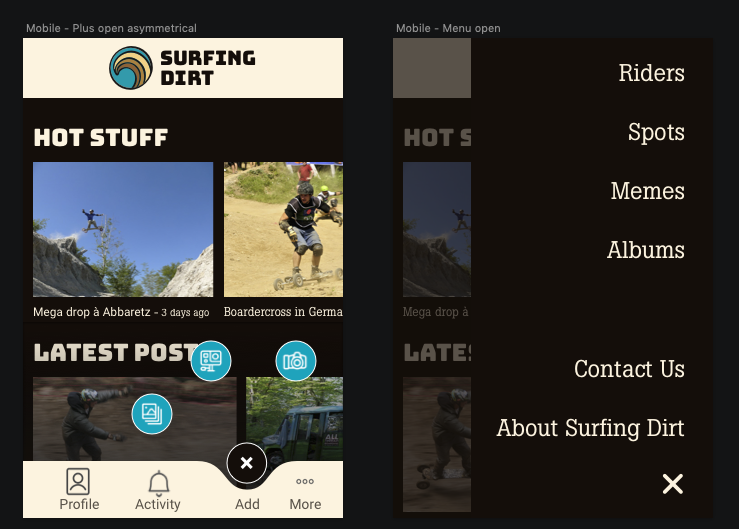 Mobile - Plus open asymmetrical
SURFING
DIRT
HOT STUFF
Mega drop à Abbaretz - 3 days ago
Boardercross in Germa
LATEST POST
Profile
Activity
Add
More
Mobile - Menu open
HOT S
Mega drop à
LATES
Riders
Spots
Memes
Albums
Contact Us
About Surfing Dirt